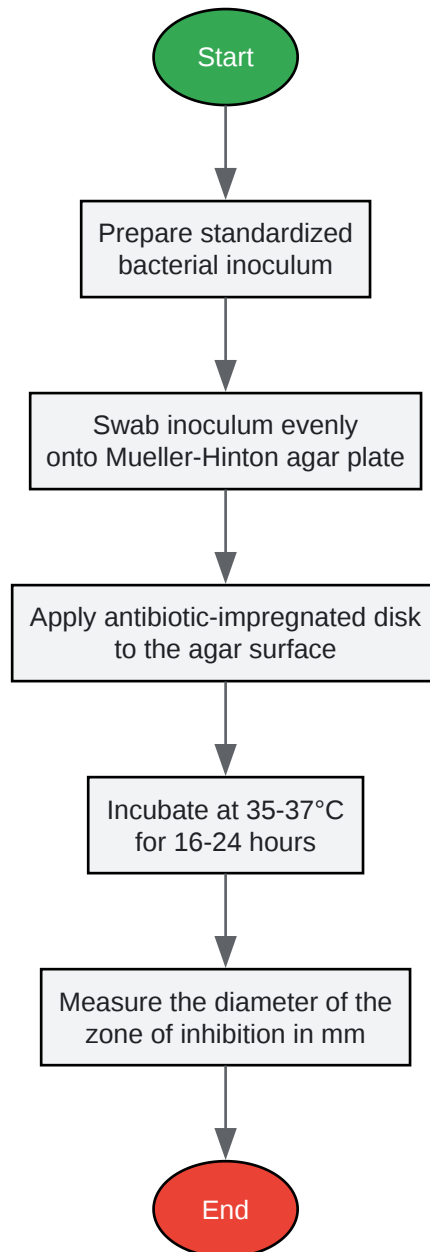 Start
Prepare standardized
bacterial inoculum
Swab inoculum evenly
onto Mueller-Hinton agar plate
Apply antibiotic-impregnated disk
to the agar surface
Incubate at 35-37°C
for 16-24 hours
Measure the diameter of the
zone of inhibition in mm
End